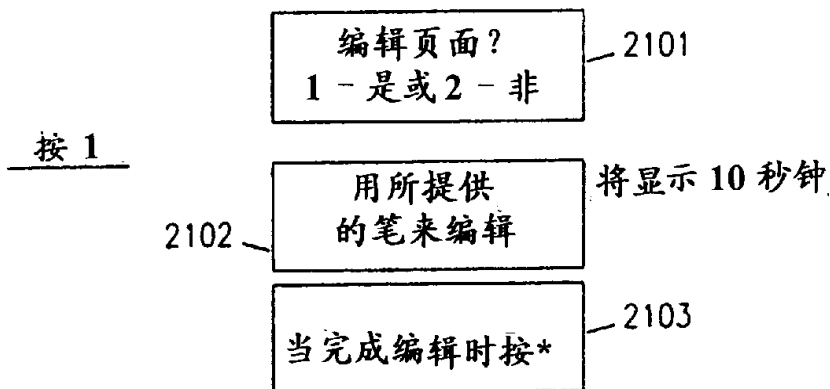 编辑页面?
1-是或2-非
2101
按 1
用所提供
的笔来编辑
将显示 10 秒钟
2102
当完成编辑时按*
2103